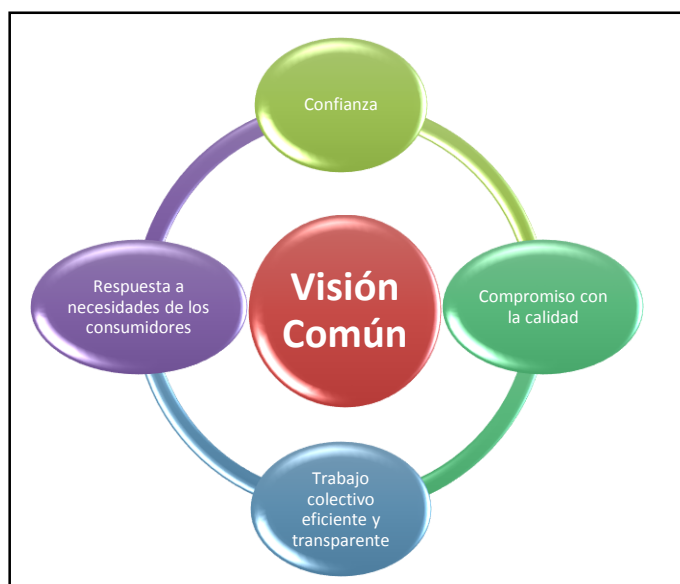 Confianza
Respuesta a
necesidades de los
consumidores
Visión
Común
Compromiso con
la calidad
Trabajo
colectivo
eficiente y
transparente